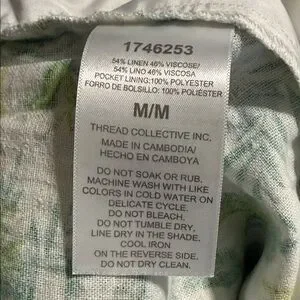 1746253
54% LINEN 46% VISCOSE/
54% LINO 46% VISCOSA
POCKET LINING:100% POLYESTER
FORRO DE BOLSILLO: 100% POLIÉSTER
M/M
THREAD COLLECTIVE INC.
MADE IN CAMBODIA/
HECHO EN CAMBOYA
DO NOT SOAK OR RUB.
MACHINE WASH WITH LIKE
COLORS IN COLD WATER ON
DELICATE CYCLE.
DO NOT BLEACH.
DO NOT TUMBLE DRY.
LINE DRY IN THE SHADE.
COOL IRON
ON THE REVERSE SIDE.
DO NOT DRY CLEAN.